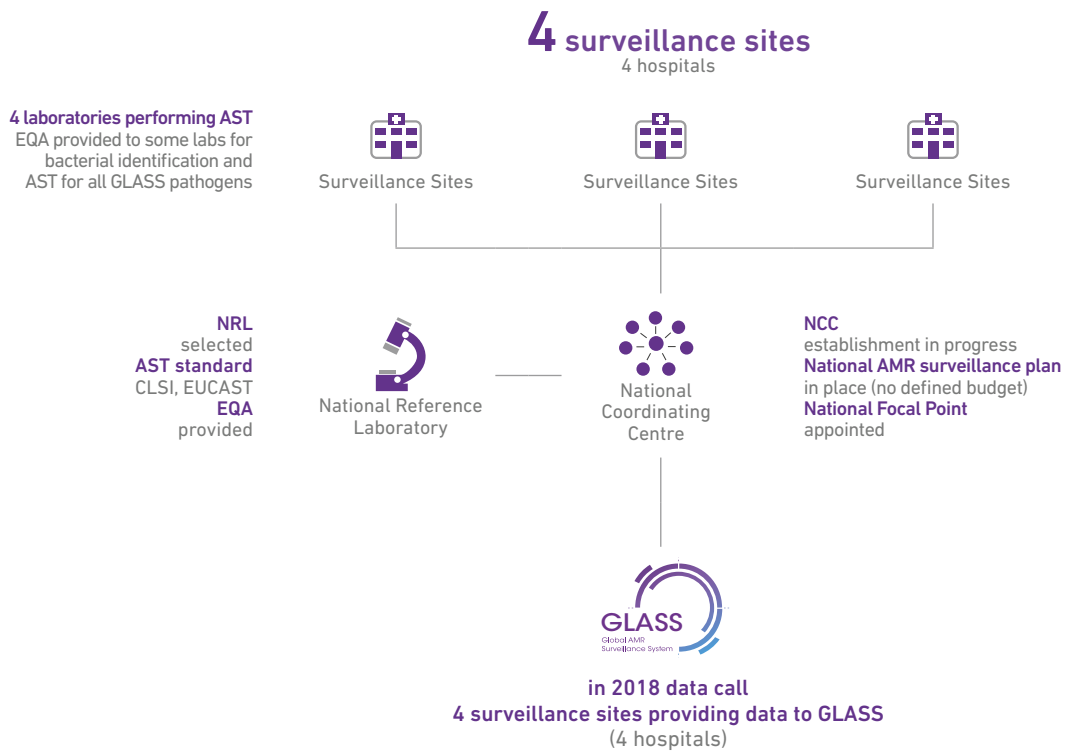 4 surveillance sites
4 hospitals
4 laboratories performing AST
EQA provided to some labs for
bacterial identification and
AST for all GLASS pathogens
Surveillance Sites
Surveillance Sites
Surveillance Sites
NRL
selected
AST standard
CLSI, EUCAST
EQA
provided
National Reference
Laboratory
National
Coordinating
Centre
NCC
establishment in progress
National AMR surveillance plan
in place (no defined budget)
National Focal Point
appointed
GLASS
Global AMR
Surveillance System
in 2018 data call
4 surveillance sites providing data to GLASS
(4 hospitals)